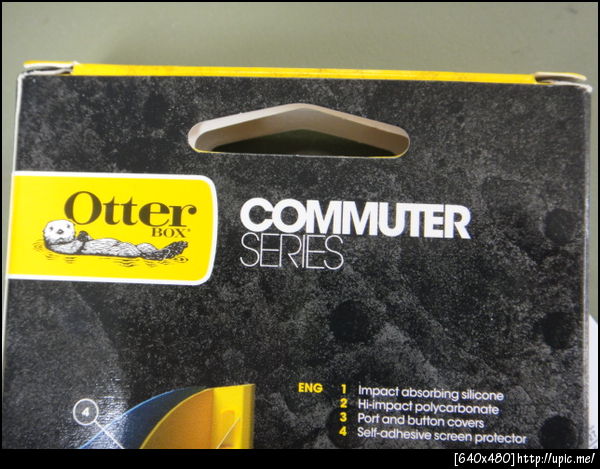 Otter
BOX®
COMMUTER
SERIES
ENG 1 Impact absorbing silicone
2 Hi-impact polycarbonate
3 Port and button covers
4 Self-adhesive screen protector
4
[640x480]http://upic.me/